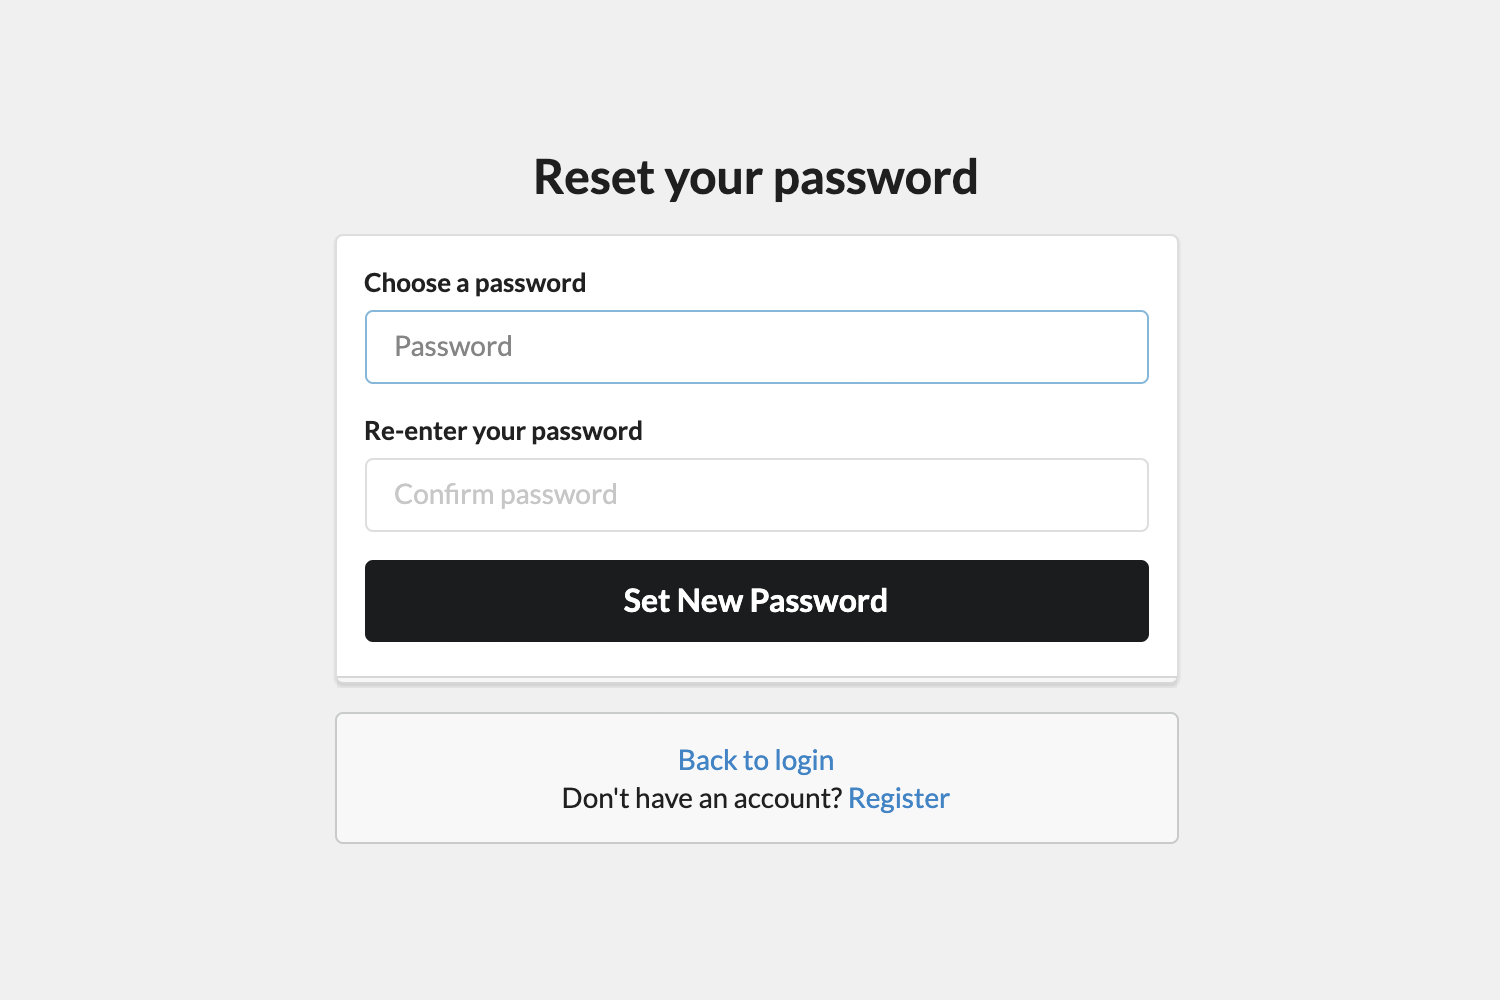 Reset your password
Choose a password
Password
Re-enter your password
Confirm password
Set New Password
Back to login
Don't have an account? Register